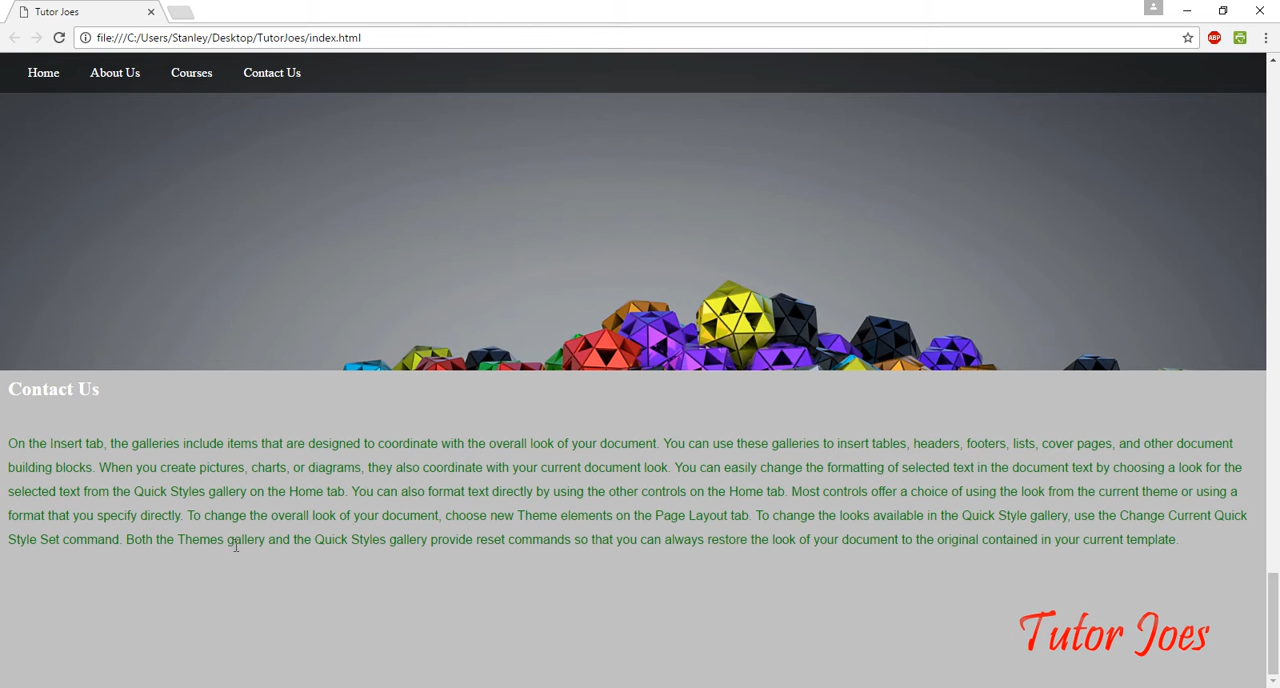 Tutor Joes
file:///C:/Users/Stanley/Desktop/TutorJoes/index.html
ABP
Home About Us Courses Contact Us
Contact Us
On the Insert tab, the galleries include items that are designed to coordinate with the overall look of your document. You can use these galleries to insert tables, headers, footers, lists, cover pages, and other document
building blocks. When you create pictures, charts, or diagrams, they also coordinate with your current document look. You can easily change the formatting of selected text in the document text by choosing a look for the
selected text from the Quick Styles gallery on the Home tab. You can also format text directly by using the other controls on the Home tab. Most controls offer a choice of using the look from the current theme or using a
format that you specify directly. To change the overall look of your document, choose new Theme elements on the Page Layout tab. To change the looks available in the Quick Style gallery, use the Change Current Quick
Style Set command. Both the Themes gallery and the Quick Styles gallery provide reset commands so that you can always restore the look of your document to the original contained in your current template.
Tutor Joes